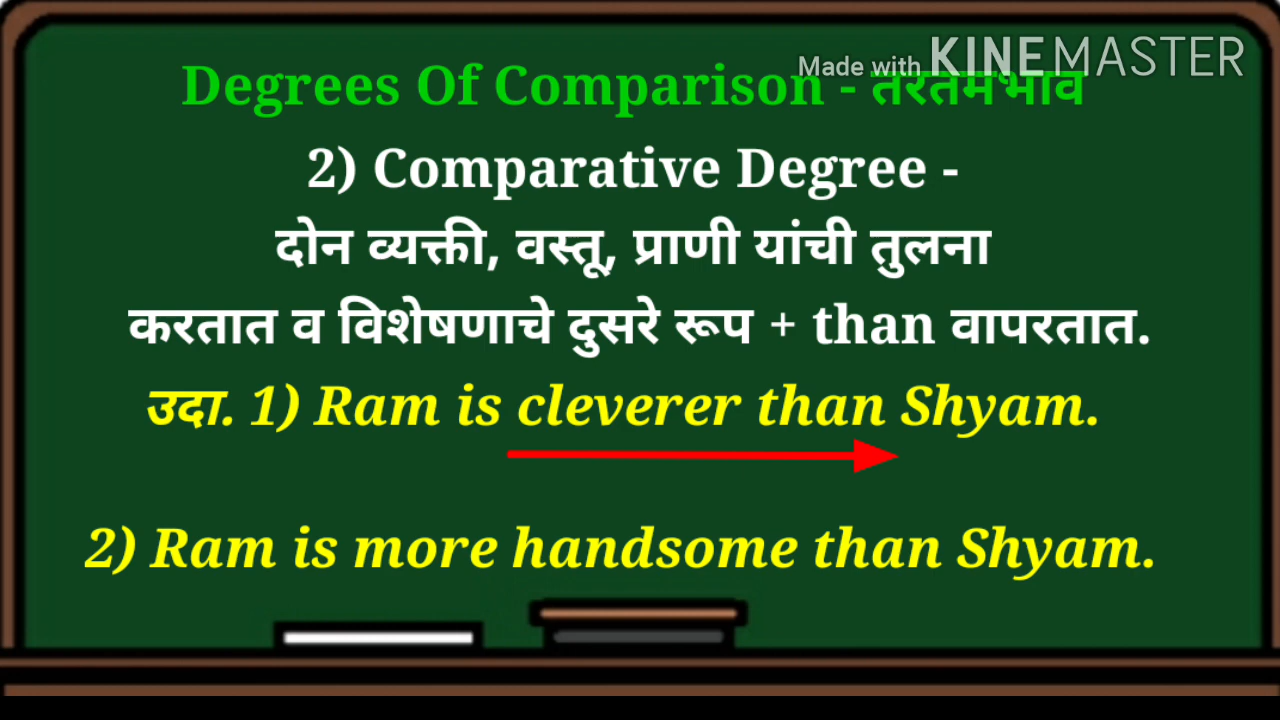 Made with KINEMASTER
Degrees Of Comparison - तरतमभाव
2) Comparative Degree -
दोन व्यक्ती, वस्तू, प्राणी यांची तुलना
करतात व विशेषणाचे दुसरे रूप + than वापरतात.
उदा. 1) Ram is cleverer than Shyam.
2) Ram is more handsome than Shyam.